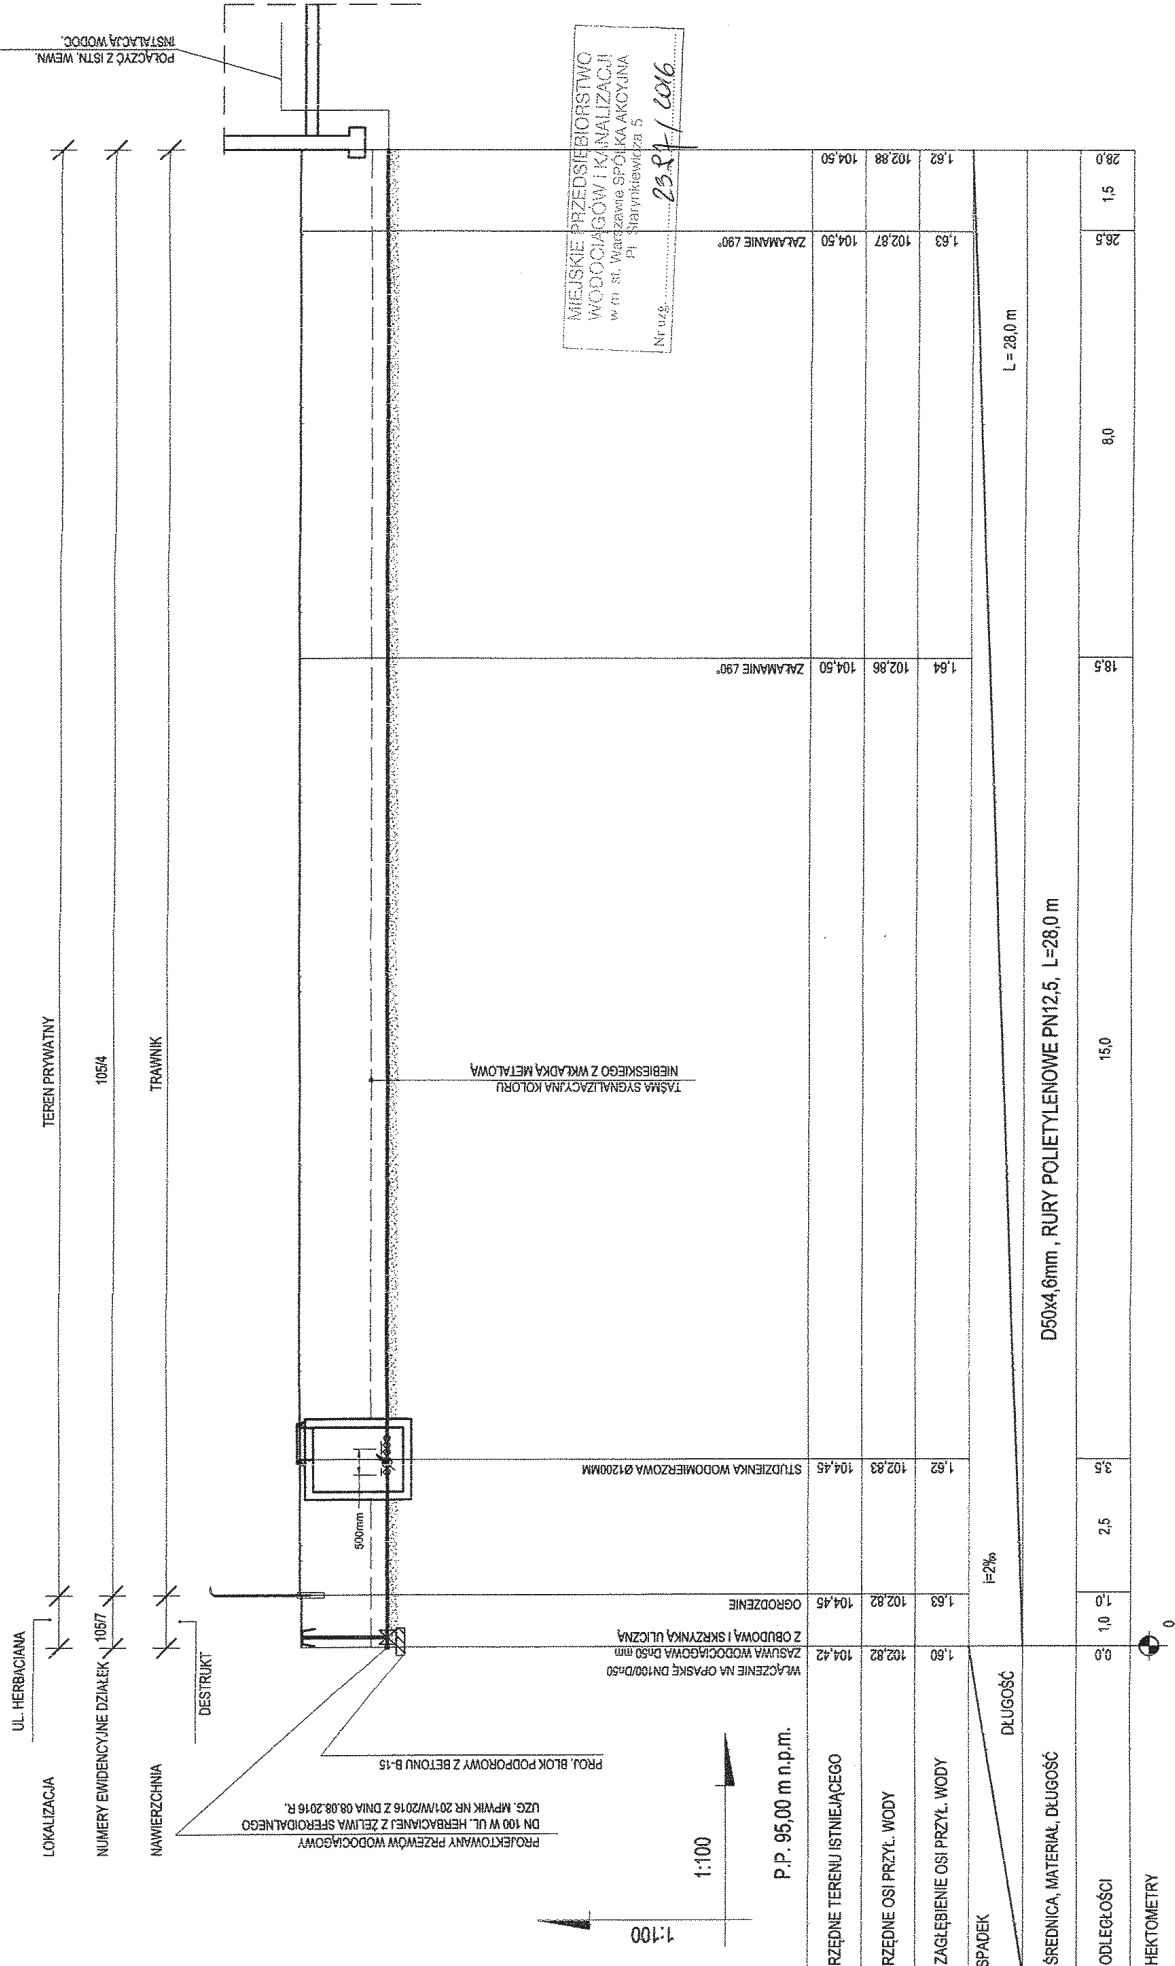 UL. HERBACIANA
LOKALIZACJA
TEREN PRYWATNY
NUMERY EWIDENCYJNE DZIAŁEK
105/7
105/4
NAWIERZCHNIA
DESTRUKT
TRAWNIK
POŁĄCZYĆ Z ISTN. WEWN.
INSTALACJĄ WODOC.
500mm
TAŚMA SYGNALIZACYJNA KOLORU
NIEBIESKIEGO Z WKŁADKĄ METALOWĄ
PROJEKTOWANY PRZEWÓW WODOCIĄGOWY
DN 100 W UL. HERBACIANEJ Z ŻELIWA SFEROIDALNEGO
UZG. MPWIK NR 201/W/2016 Z DNIA 08.08.2016 R.
PROJ. BLOK PODPOROWY Z BETONU B-15
MIEJSKIE PRZEDSIĘBIORSTWO
WODOCIĄGÓW I KANALIZACJI
w m. st. Warszawie SPÓŁKA AKCYJNA
Pl. Starynkiewicza 5
Nr uzg.
1:100
1:100
P.P. 95,00 m n.p.m.
WŁĄCZENIE NA OPASKĘ DN100/Dn50
ZASUWA WODOCIĄGOWA Dn50 mm
Z OBUDOWĄ I SKRZYNKĄ ULICZNĄ
OGRODZENIE
STUDZIENKA WODOMIERZOWA Ø1200MM
ZAŁAMANIE ∠90°
ZAŁAMANIE ∠90°
RZĘDNE TERENU ISTNIEJĄCEGO
104,42
104,45
104,45
104,50
104,50
104,50
RZĘDNE OSI PRZYŁ. WODY
102,82
102,82
102,83
102,86
102,87
102,88
ZAGŁĘBIENIE OSI PRZYŁ. WODY
1,60
1,63
1,62
1,64
1,63
1,62
SPADEK
DŁUGOŚĆ
i=2‰
L = 28,0 m
ŚREDNICA, MATERIAŁ, DŁUGOŚĆ
D50x4,6mm , RURY POLIETYLENOWE PN12,5, L=28,0 m
ODLEGŁOŚCI
0,0
1,0
1,0
2,5
3,5
15,0
18,5
8,0
26,5
1,5
28,0
HEKTOMETRY
0